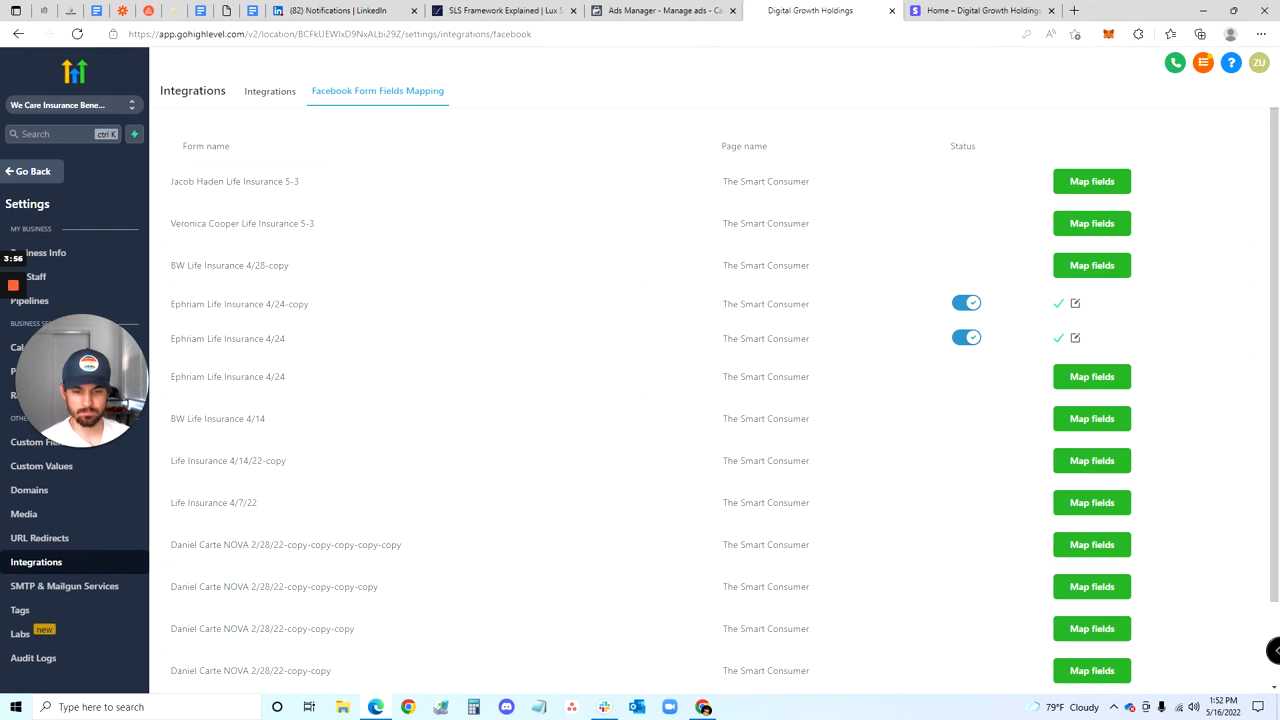 (82) Notifications | Linkedin
SLS Framework Explained | Lux S
Ads Manager - Manage ads - Ca
Digital Growth Holdings
Home – Digital Growth Holdings
https://app.gohighlevel.com/v2/location/BCFkUEWIxD9NxALbi29Z/settings/integrations/facebook
ZU
Integrations
Integrations
Facebook Form Fields Mapping
We Care Insurance Bene...
Search
ctrl K
Go Back
Settings
MY BUSINESS
3:56
Pipelines
BUSINESS SE
Custom Values
Domains
Media
URL Redirects
Integrations
SMTP & Mailgun Services
Tags
Labs new
Audit Logs
Form name Page name Status
Jacob Haden Life Insurance 5-3 The Smart Consumer Map fields
Veronica Cooper Life Insurance 5-3 The Smart Consumer Map fields
BW Life Insurance 4/28-copy The Smart Consumer Map fields
Ephriam Life Insurance 4/24-copy The Smart Consumer
Ephriam Life Insurance 4/24 The Smart Consumer
Ephriam Life Insurance 4/24 The Smart Consumer Map fields
BW Life Insurance 4/14 The Smart Consumer Map fields
Life Insurance 4/14/22-copy The Smart Consumer Map fields
Life Insurance 4/7/22 The Smart Consumer Map fields
Daniel Carte NOVA 2/28/22-copy-copy-copy-copy-copy The Smart Consumer Map fields
Daniel Carte NOVA 2/28/22-copy-copy-copy-copy The Smart Consumer Map fields
Daniel Carte NOVA 2/28/22-copy-copy-copy The Smart Consumer Map fields
Daniel Carte NOVA 2/28/22-copy-copy The Smart Consumer Map fields
Type here to search
79°F Cloudy
1:52 PM
5/16/2022